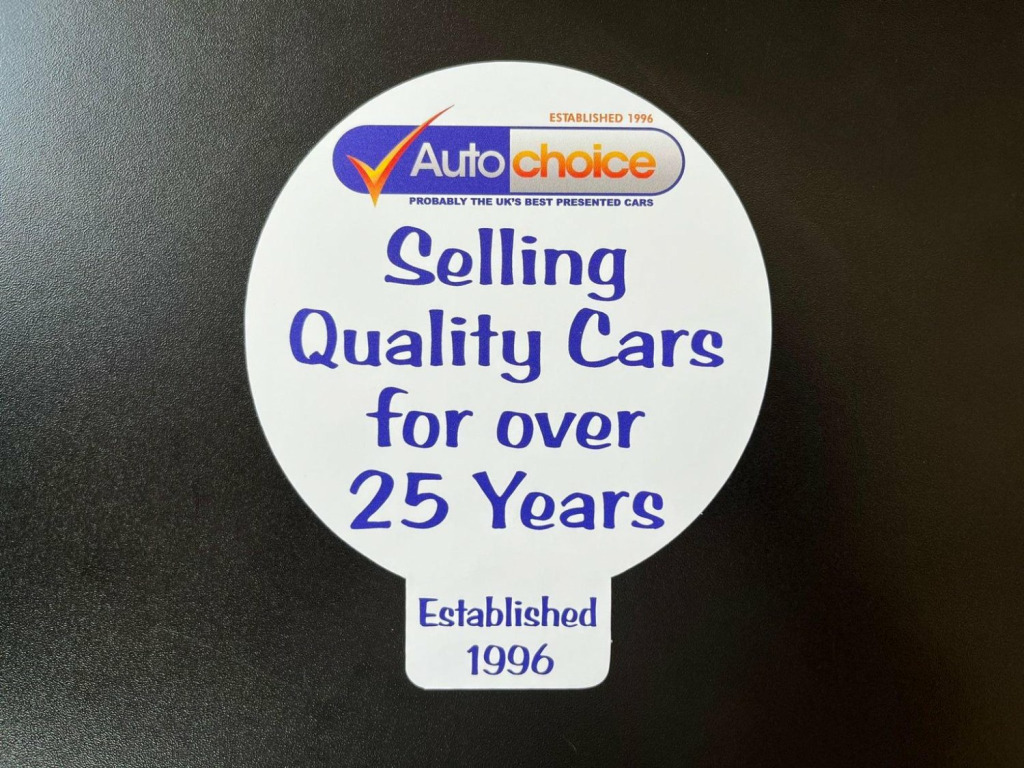 ESTABLISHED 1996
Auto choice
PROBABLY THE UK'S BEST PRESENTED CARS
Selling
Quality Cars
for over
25 Years
Established
1996